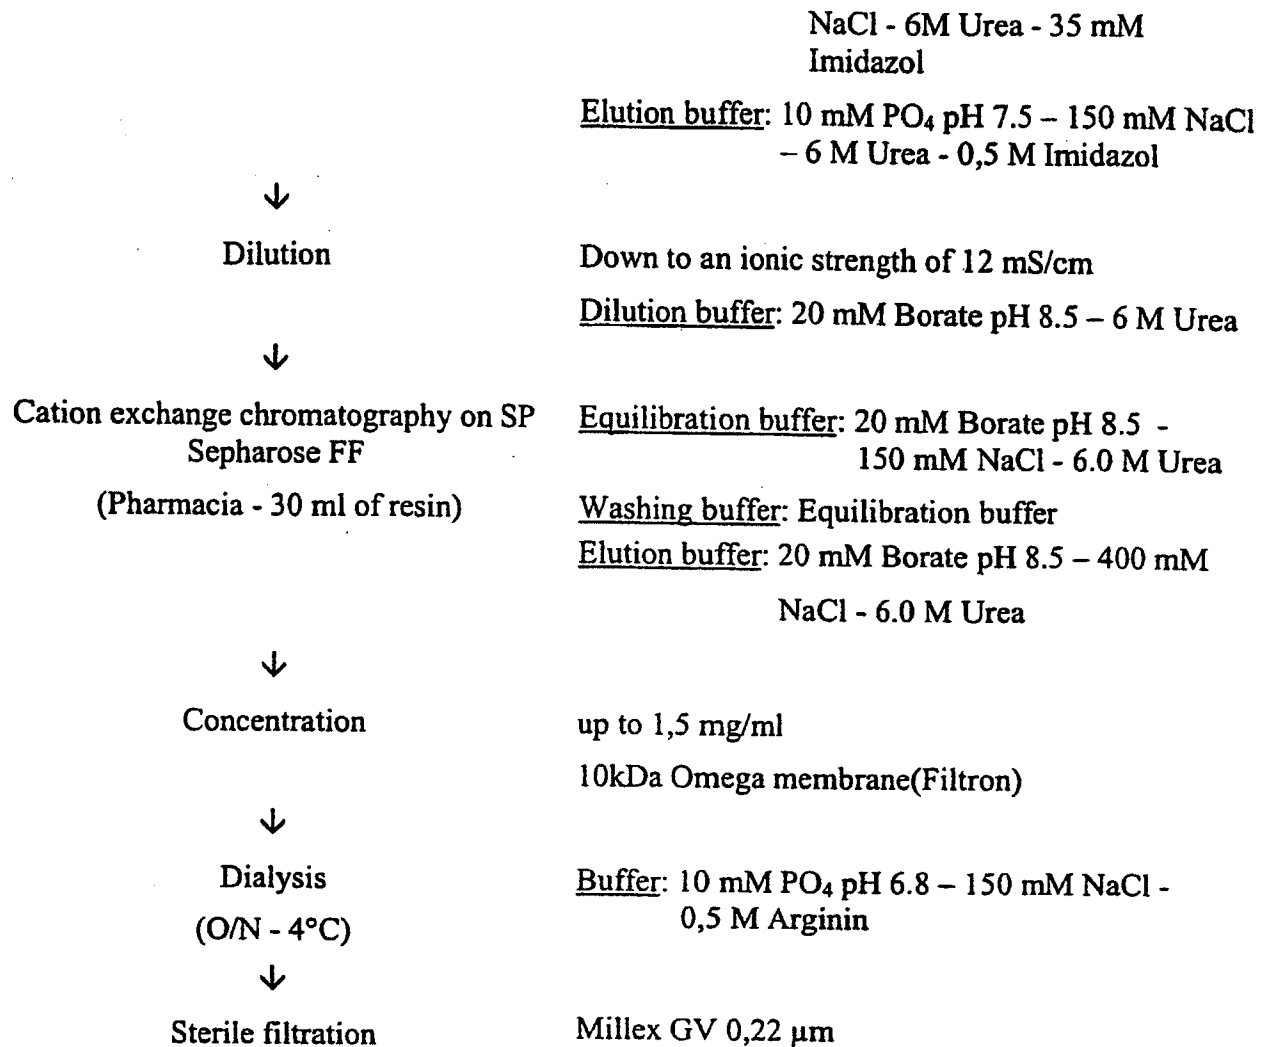 NaCl - 6M Urea - 35 mM
Imidazol
Elution buffer: 10 mM PO₄ pH 7.5 – 150 mM NaCl
– 6 M Urea - 0,5 M Imidazol
↓
Dilution
Down to an ionic strength of 12 mS/cm
Dilution buffer: 20 mM Borate pH 8.5 – 6 M Urea
↓
Cation exchange chromatography on SP
Sepharose FF
(Pharmacia - 30 ml of resin)
Equilibration buffer: 20 mM Borate pH 8.5 -
150 mM NaCl - 6.0 M Urea
Washing buffer: Equilibration buffer
Elution buffer: 20 mM Borate pH 8.5 – 400 mM
NaCl - 6.0 M Urea
↓
Concentration
up to 1,5 mg/ml
10kDa Omega membrane(Filtron)
↓
Dialysis
(O/N - 4°C)
Buffer: 10 mM PO₄ pH 6.8 – 150 mM NaCl -
0,5 M Arginin
↓
Sterile filtration
Millex GV 0,22 µm